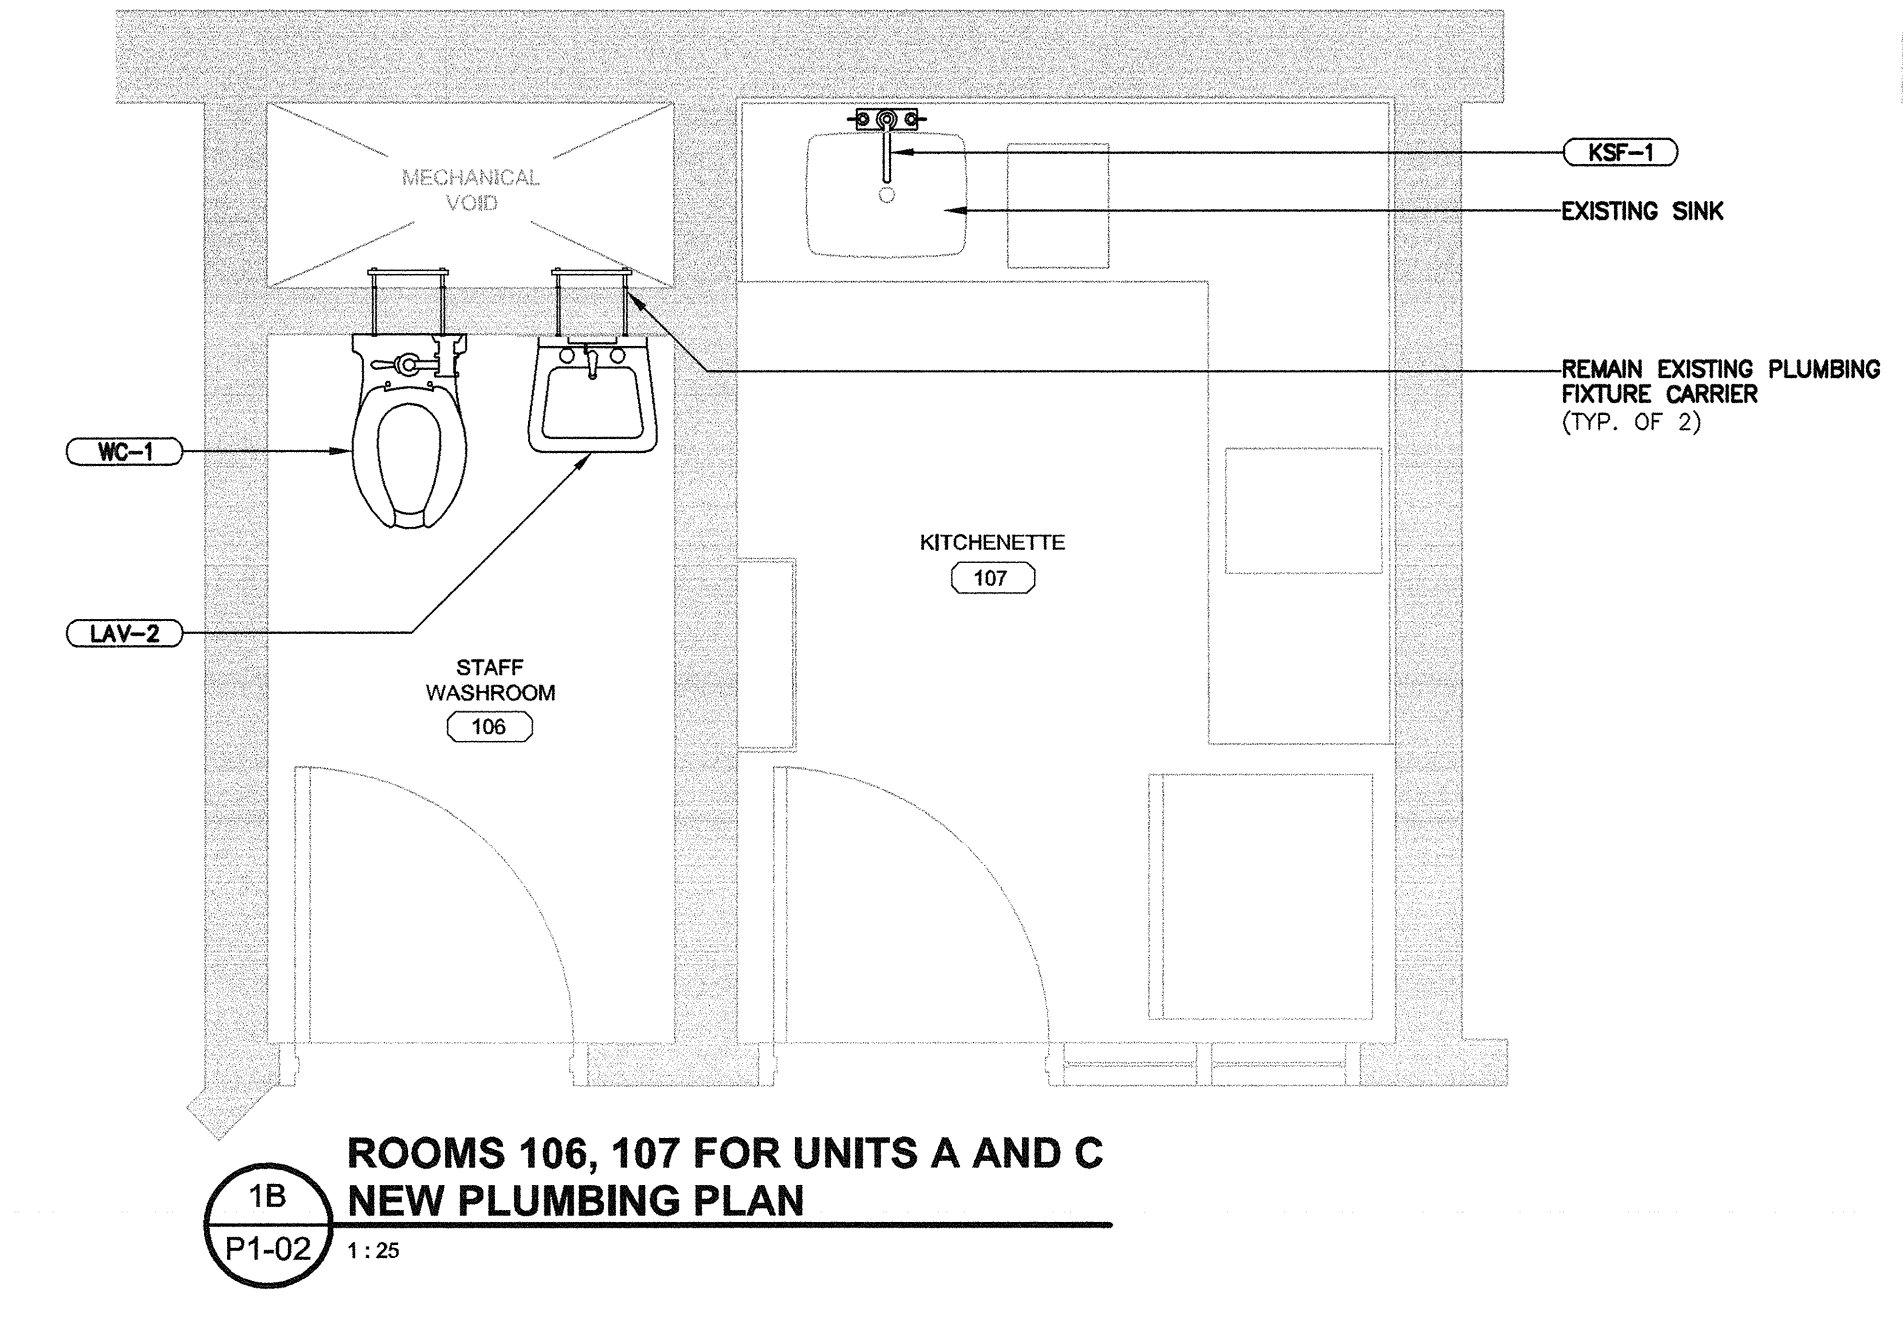 MECHANICAL
VOID
KSF-1
EXISTING SINK
REMAIN EXISTING PLUMBING
FIXTURE CARRIER
(TYP. OF 2)
WC-1
LAV-2
KITCHENETTE
107
STAFF
WASHROOM
106
ROOMS 106, 107 FOR UNITS A AND C
NEW PLUMBING PLAN
1B
P1-02
1 : 25